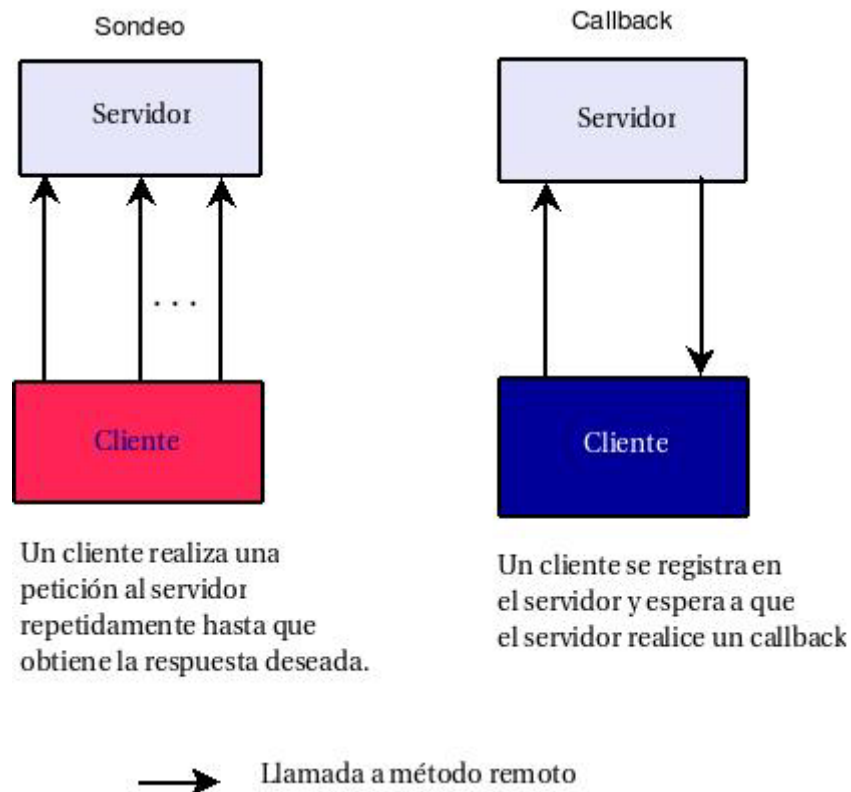 Sondeo
Servidor
. . .
Cliente
Un cliente realiza una
petición al servidor
repetidamente hasta que
obtiene la respuesta deseada.
Callback
Servidor
Cliente
Un cliente se registra en
el servidor y espera a que
el servidor realice un callback
Llamada a método remoto